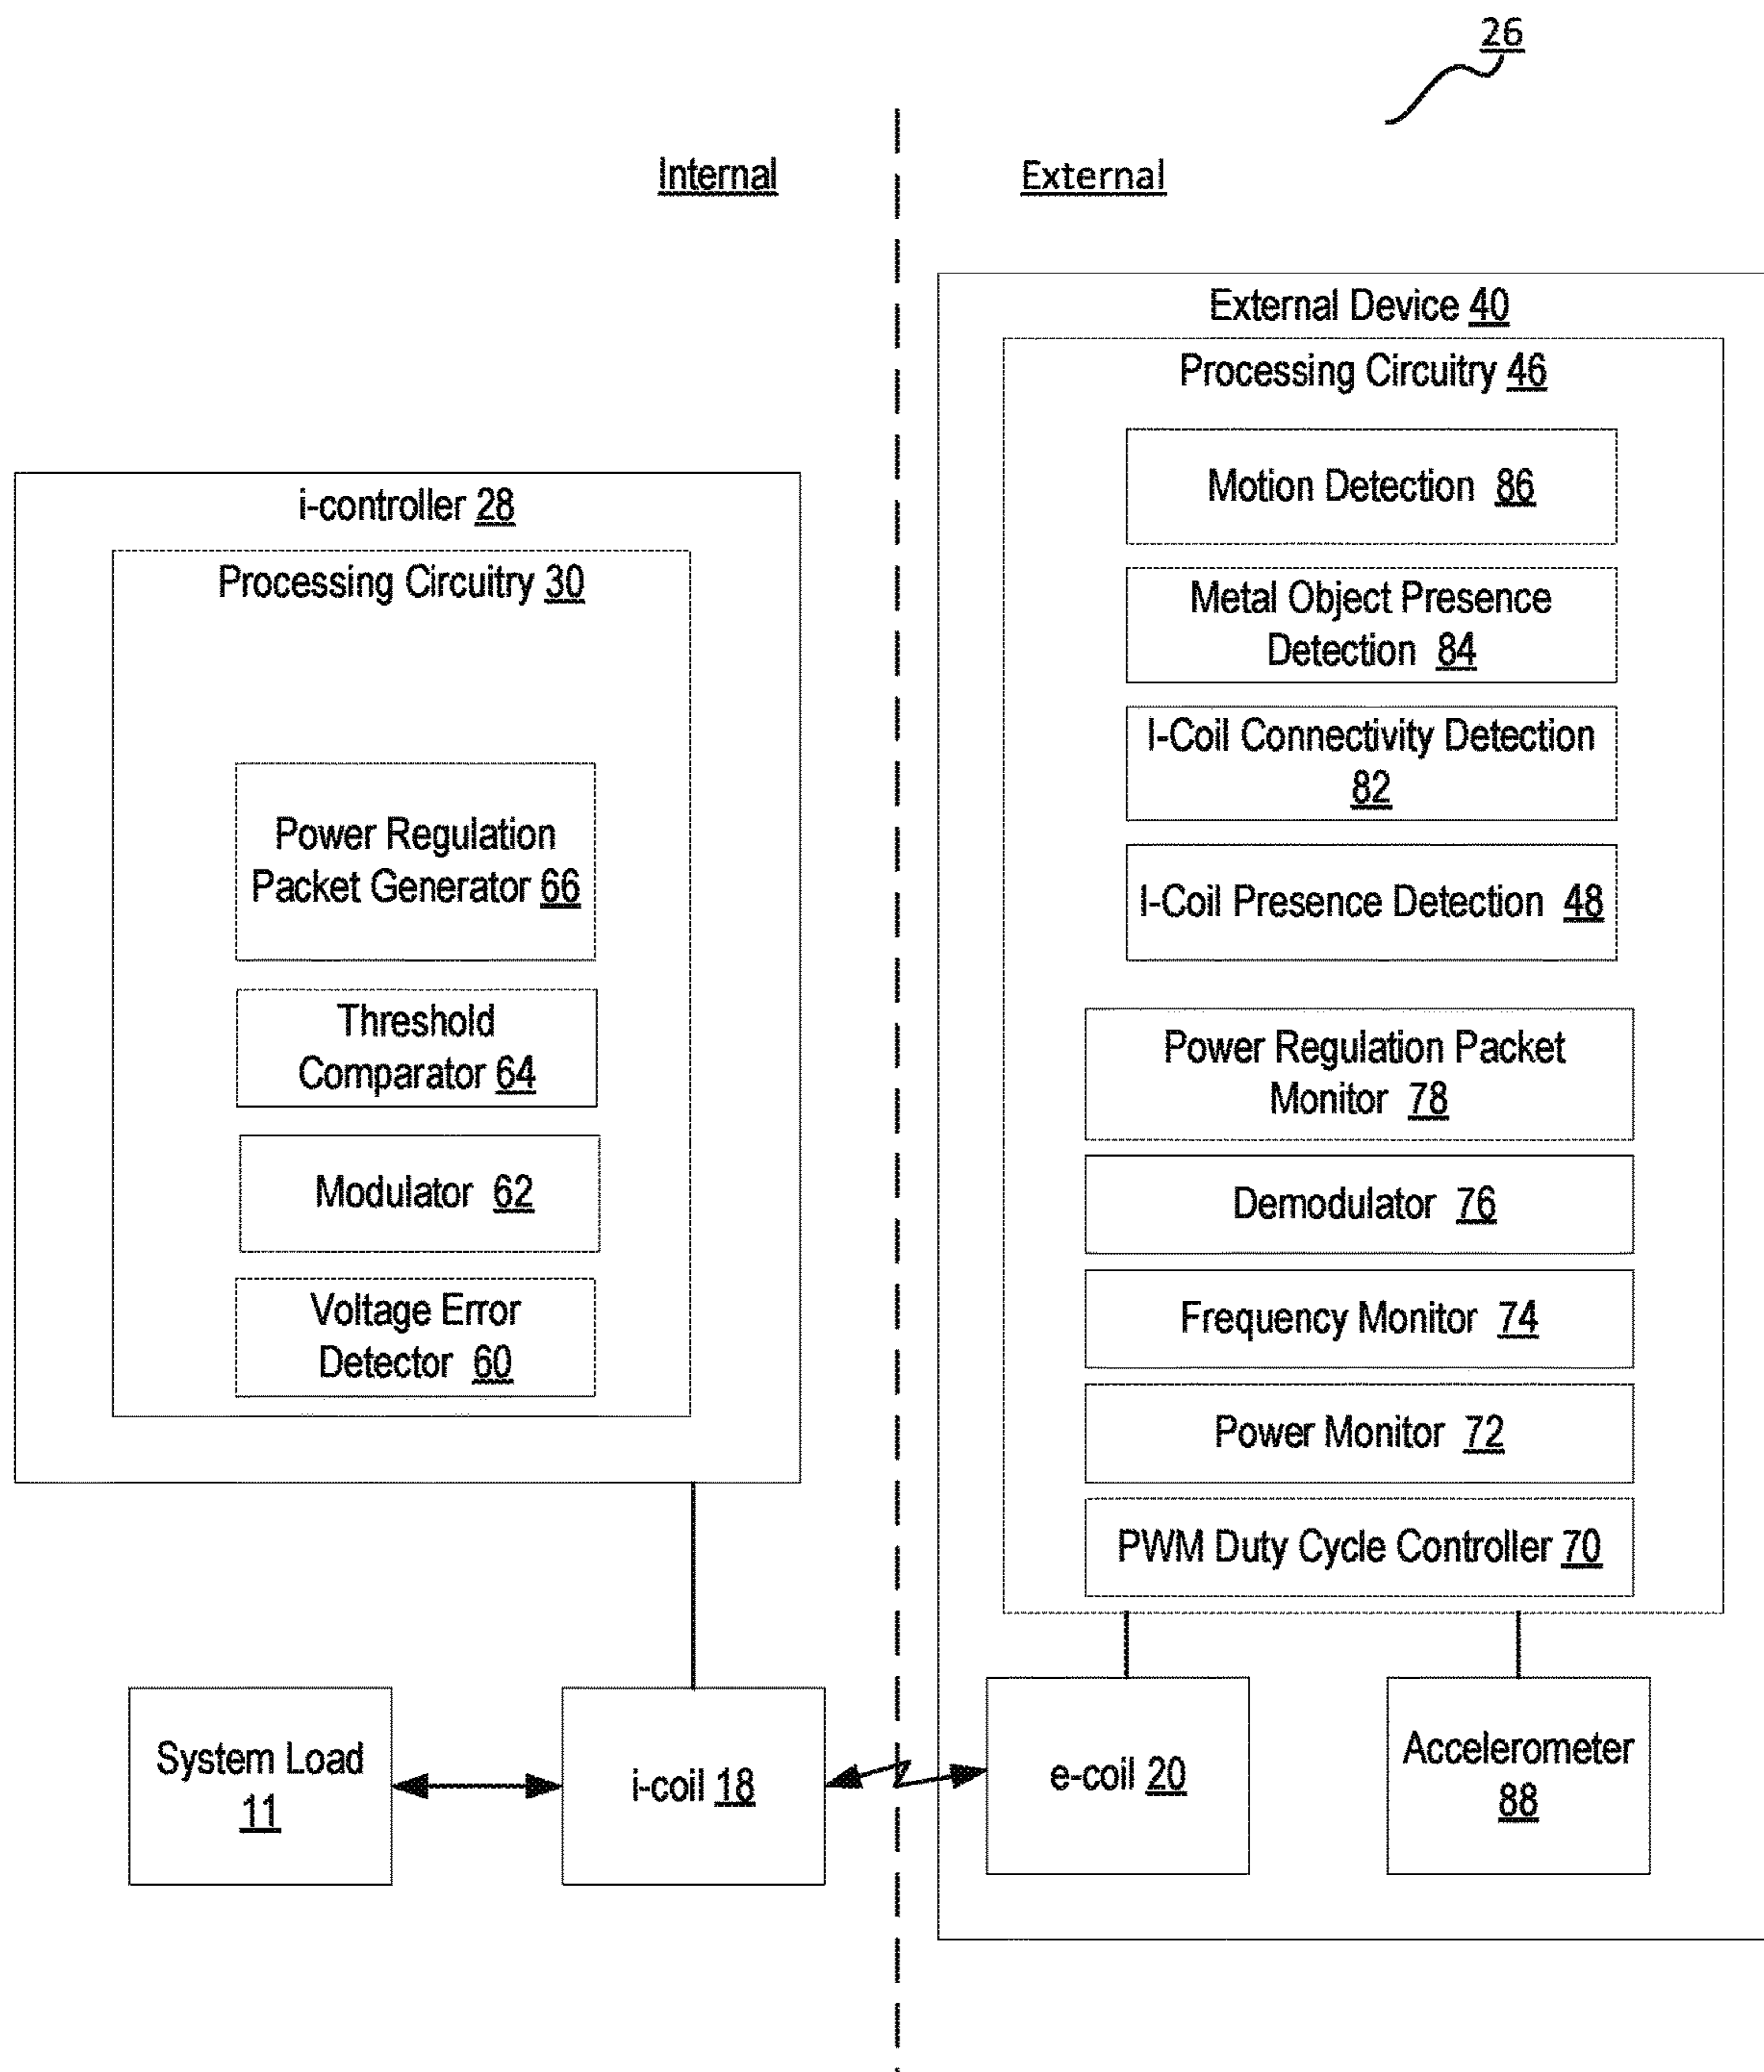 26
Internal
External
i-controller 28
Processing Circuitry 30
Power Regulation
Packet Generator 66
Threshold
Comparator 64
Modulator 62
Voltage Error
Detector 60
System Load
11
i-coil 18
External Device 40
Processing Circuitry 46
Motion Detection 86
Metal Object Presence
Detection 84
I-Coil Connectivity Detection
82
I-Coil Presence Detection 48
Power Regulation Packet
Monitor 78
Demodulator 76
Frequency Monitor 74
Power Monitor 72
PWM Duty Cycle Controller 70
e-coil 20
Accelerometer
88